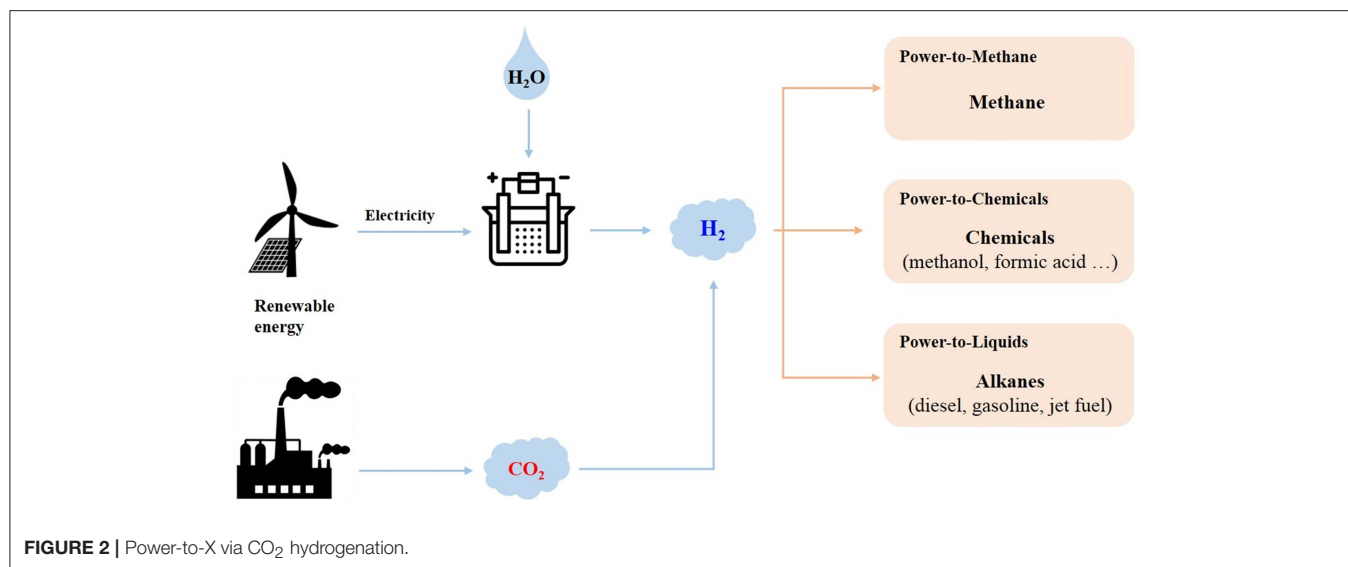 H₂O
+ −
Electricity
Renewable
energy
H₂
CO₂
Power-to-Methane
Methane
Power-to-Chemicals
Chemicals
(methanol, formic acid …)
Power-to-Liquids
Alkanes
(diesel, gasoline, jet fuel)
FIGURE 2 | Power-to-X via CO₂ hydrogenation.